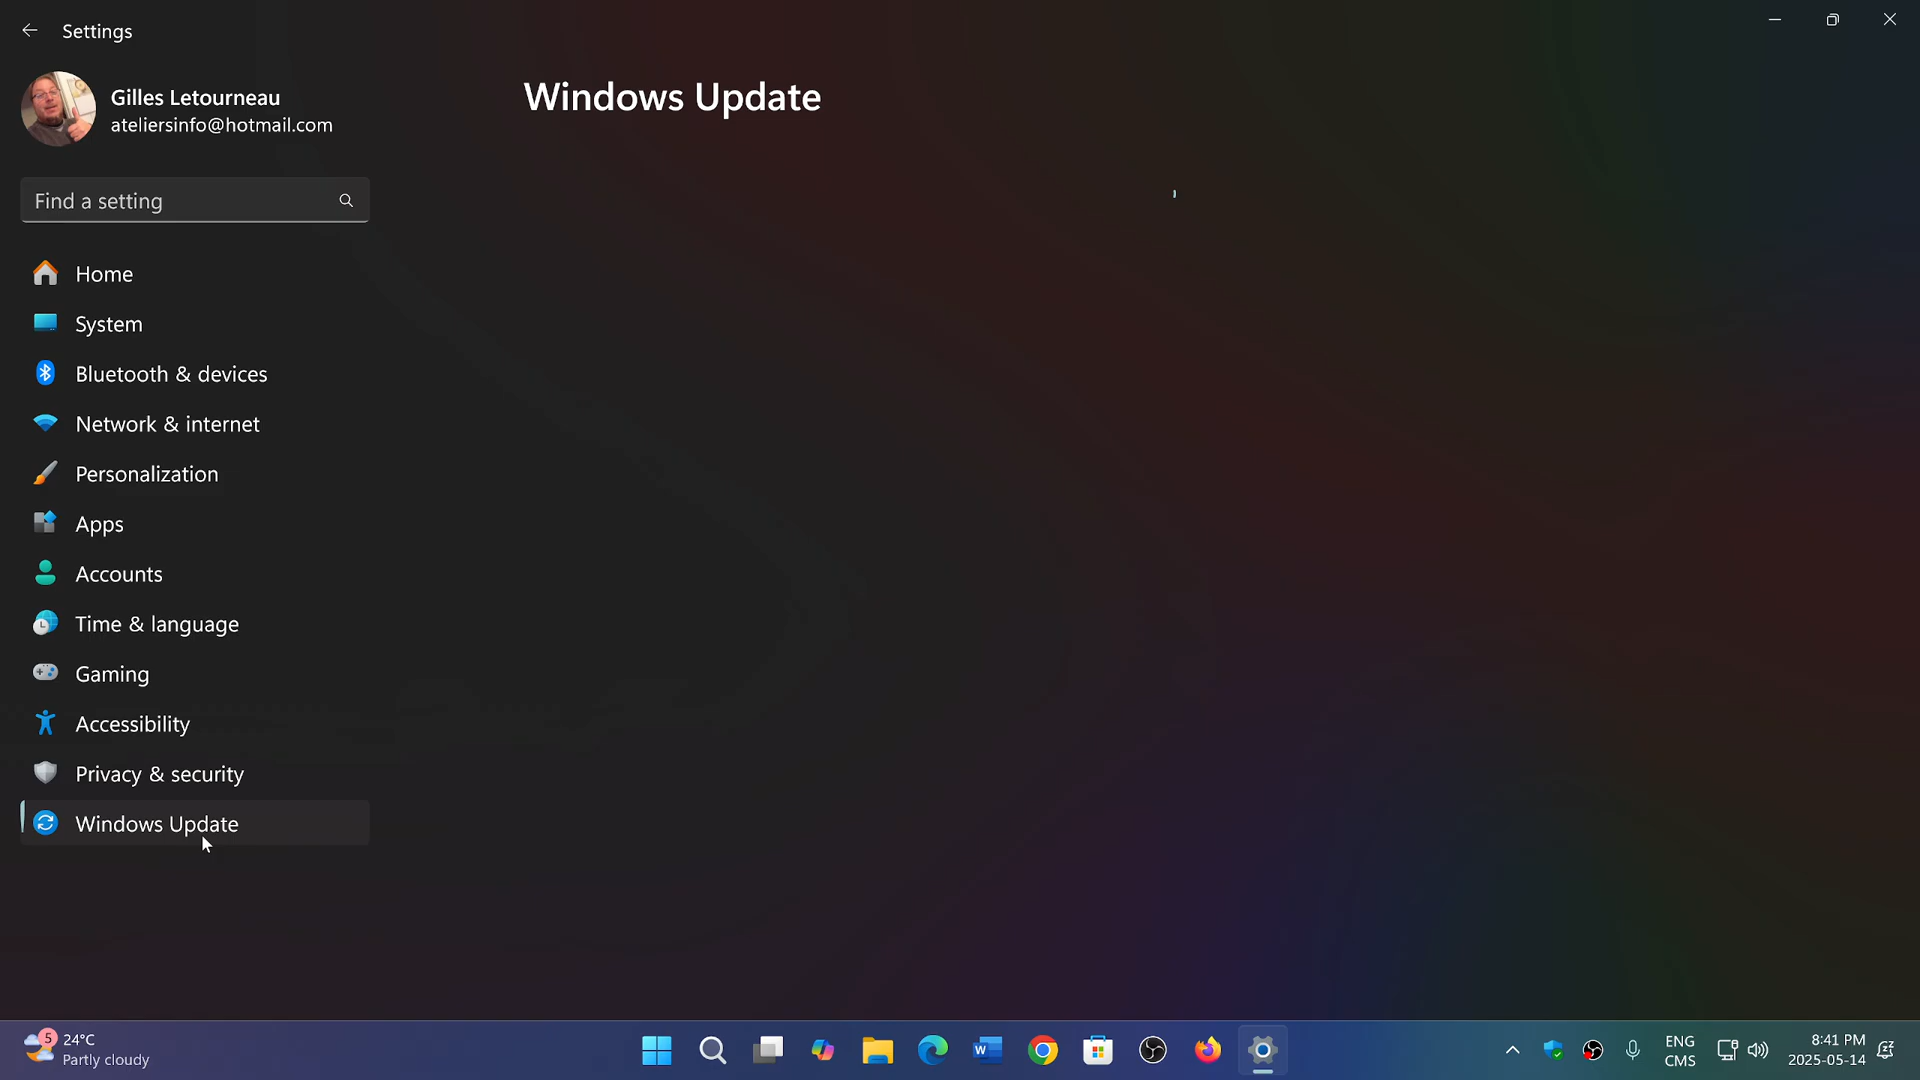 Settings
Gilles Letourneau
ateliersinfo@hotmail.com
Find a setting
Home
System
Bluetooth & devices
Network & internet
Personalization
Apps
Accounts
Time & language
Gaming
Accessibility
Privacy & security
Windows Update
Windows Update
5
24°C
Partly cloudy
W
ENG
CMS
8:41 PM
2025-05-14